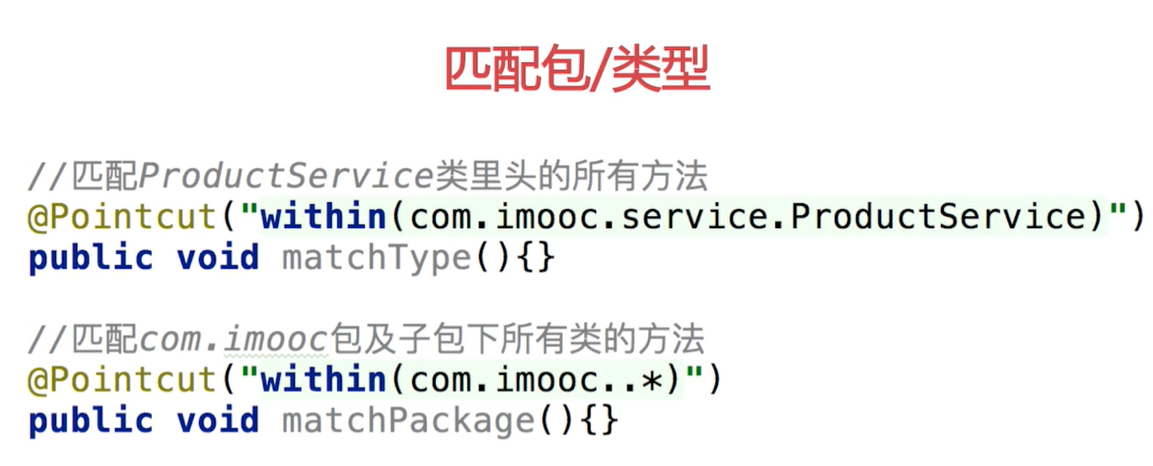 匹配包/类型
//匹配ProductService类里头的所有方法
@Pointcut("within(com.imooc.service.ProductService)")
public void matchType(){}
//匹配com.imooc包及子包下所有类的方法
@Pointcut("within(com.imooc..*)")
public void matchPackage(){}